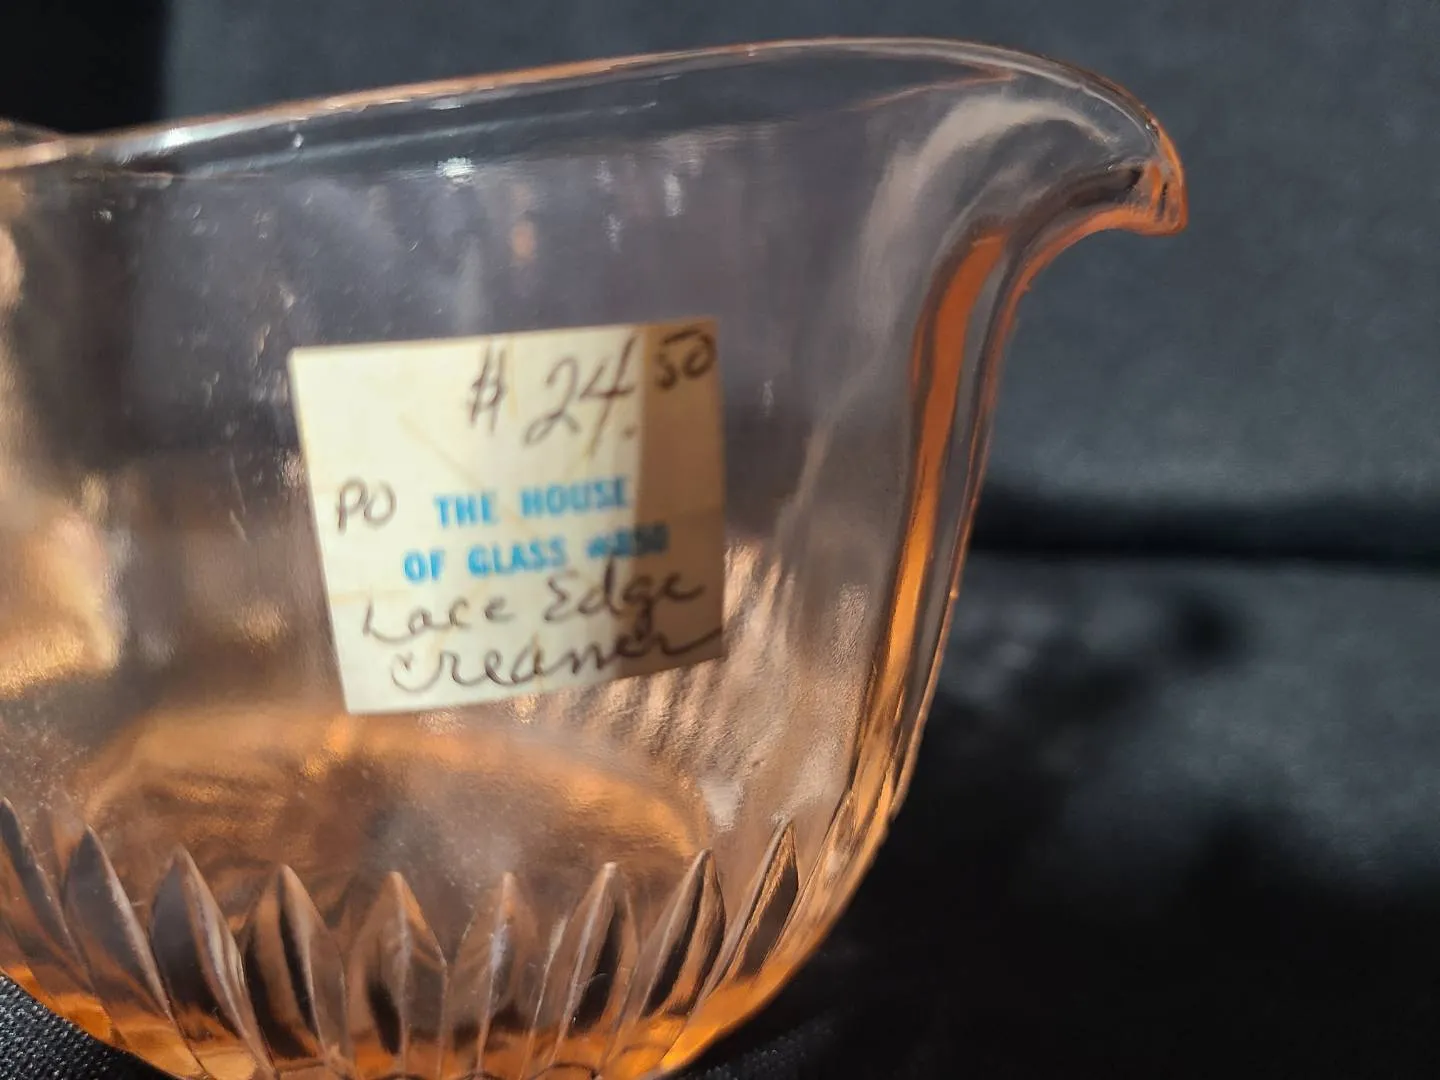 $ 24.50
PO THE HOUSE
OF GLASS
Lace Edge
creamer